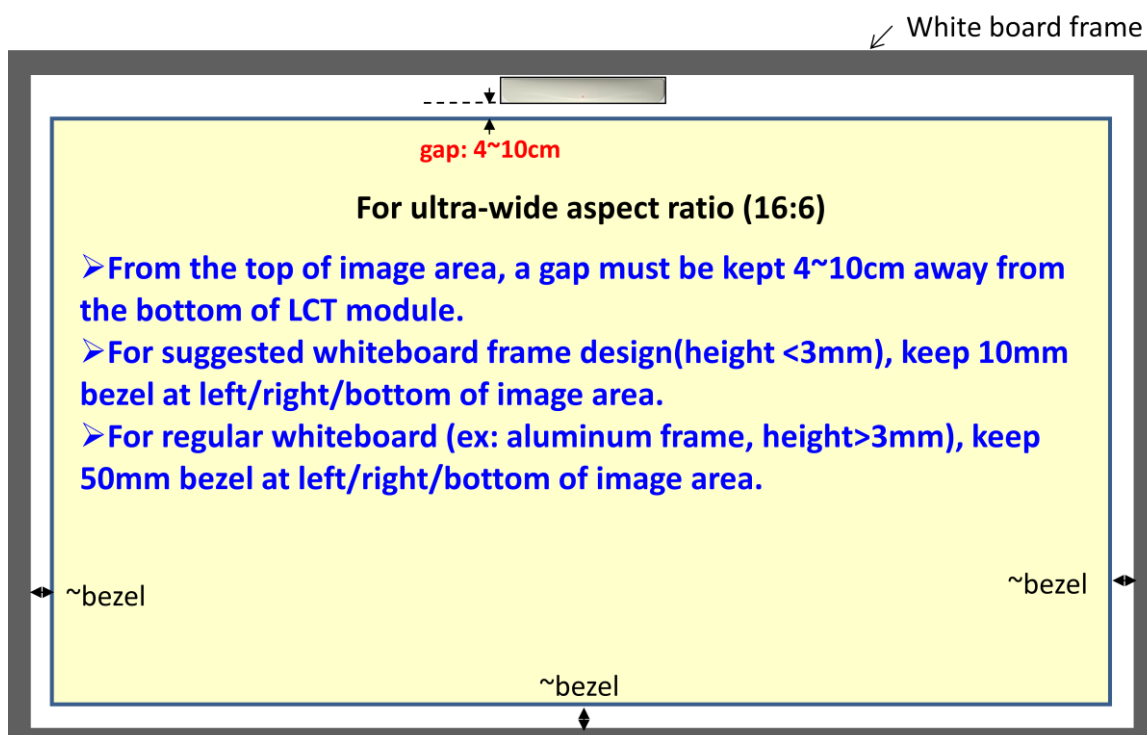 White board frame
gap: 4~10cm
For ultra-wide aspect ratio (16:6)
➢From the top of image area, a gap must be kept 4~10cm away from
the bottom of LCT module.
➢For suggested whiteboard frame design(height <3mm), keep 10mm
bezel at left/right/bottom of image area.
➢For regular whiteboard (ex: aluminum frame, height>3mm), keep
50mm bezel at left/right/bottom of image area.
~bezel
~bezel
~bezel